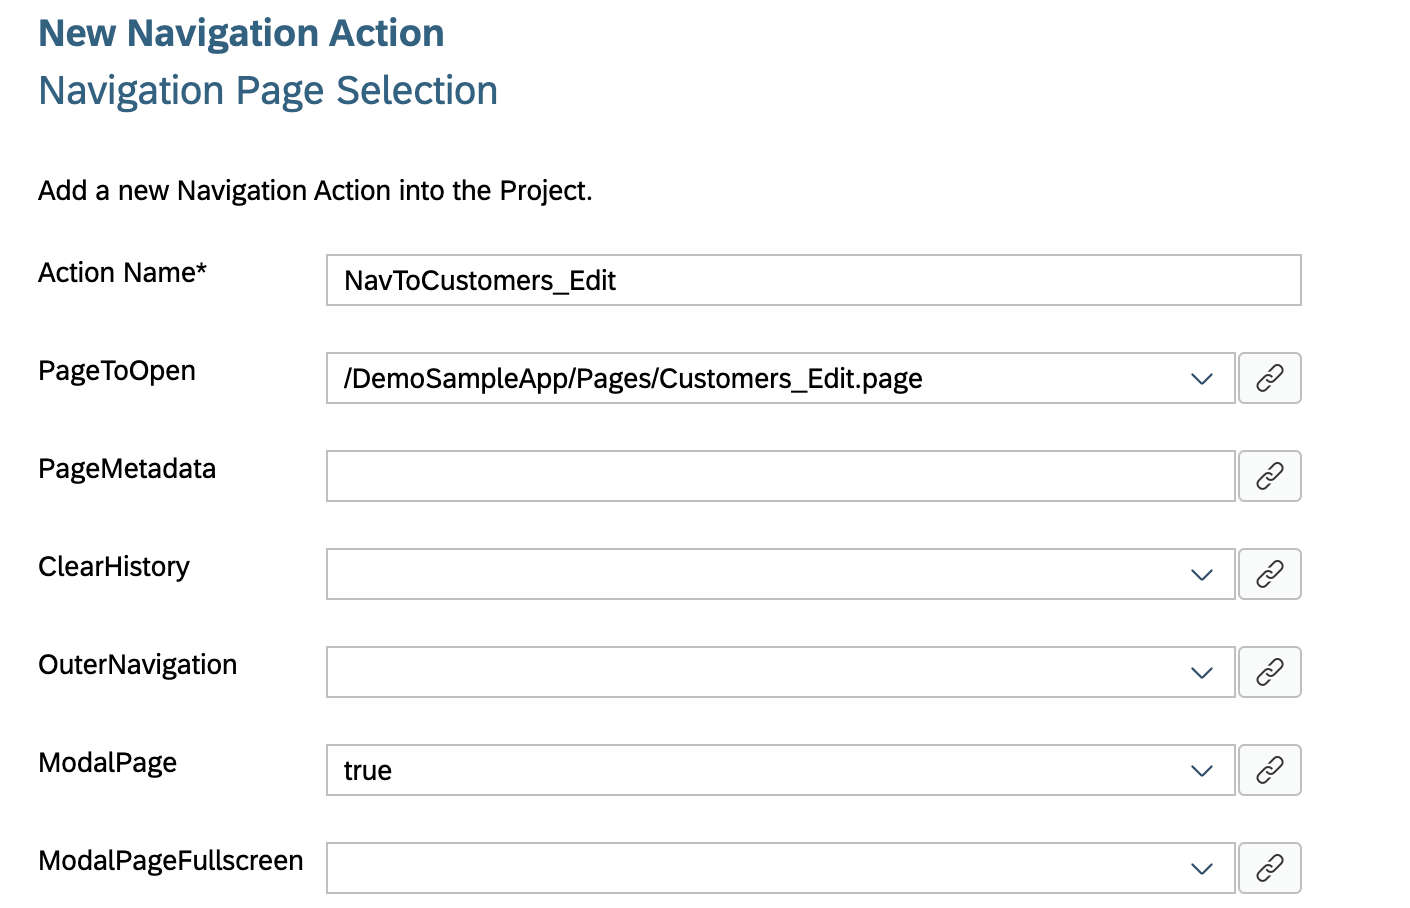 New Navigation Action
Navigation Page Selection
Add a new Navigation Action into the Project.
Action Name*
NavToCustomers_Edit
PageToOpen
/DemoSampleApp/Pages/Customers_Edit.page
PageMetadata
ClearHistory
OuterNavigation
ModalPage
true
ModalPageFullscreen